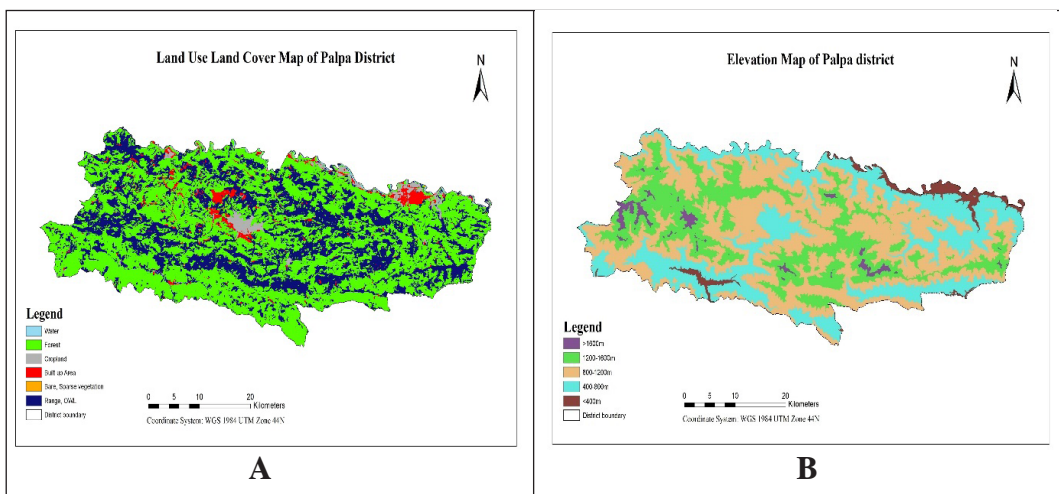 Land Use Land Cover Map of Palpa District
N
Legend
Water
Forest
Cropland
Built up Area
Bare, Sparse vegetation
Range, OWL
District boundary
0 5 10 20
Kilometers
Coordinate System: WGS 1984 UTM Zone 44N
A
Elevation Map of Palpa district
N
Legend
>1600m
1200-1600m
800-1200m
400-800m
<400m
District boundary
0 5 10 20
Kilometers
Coordinate System: WGS 1984 UTM Zone 44N
B